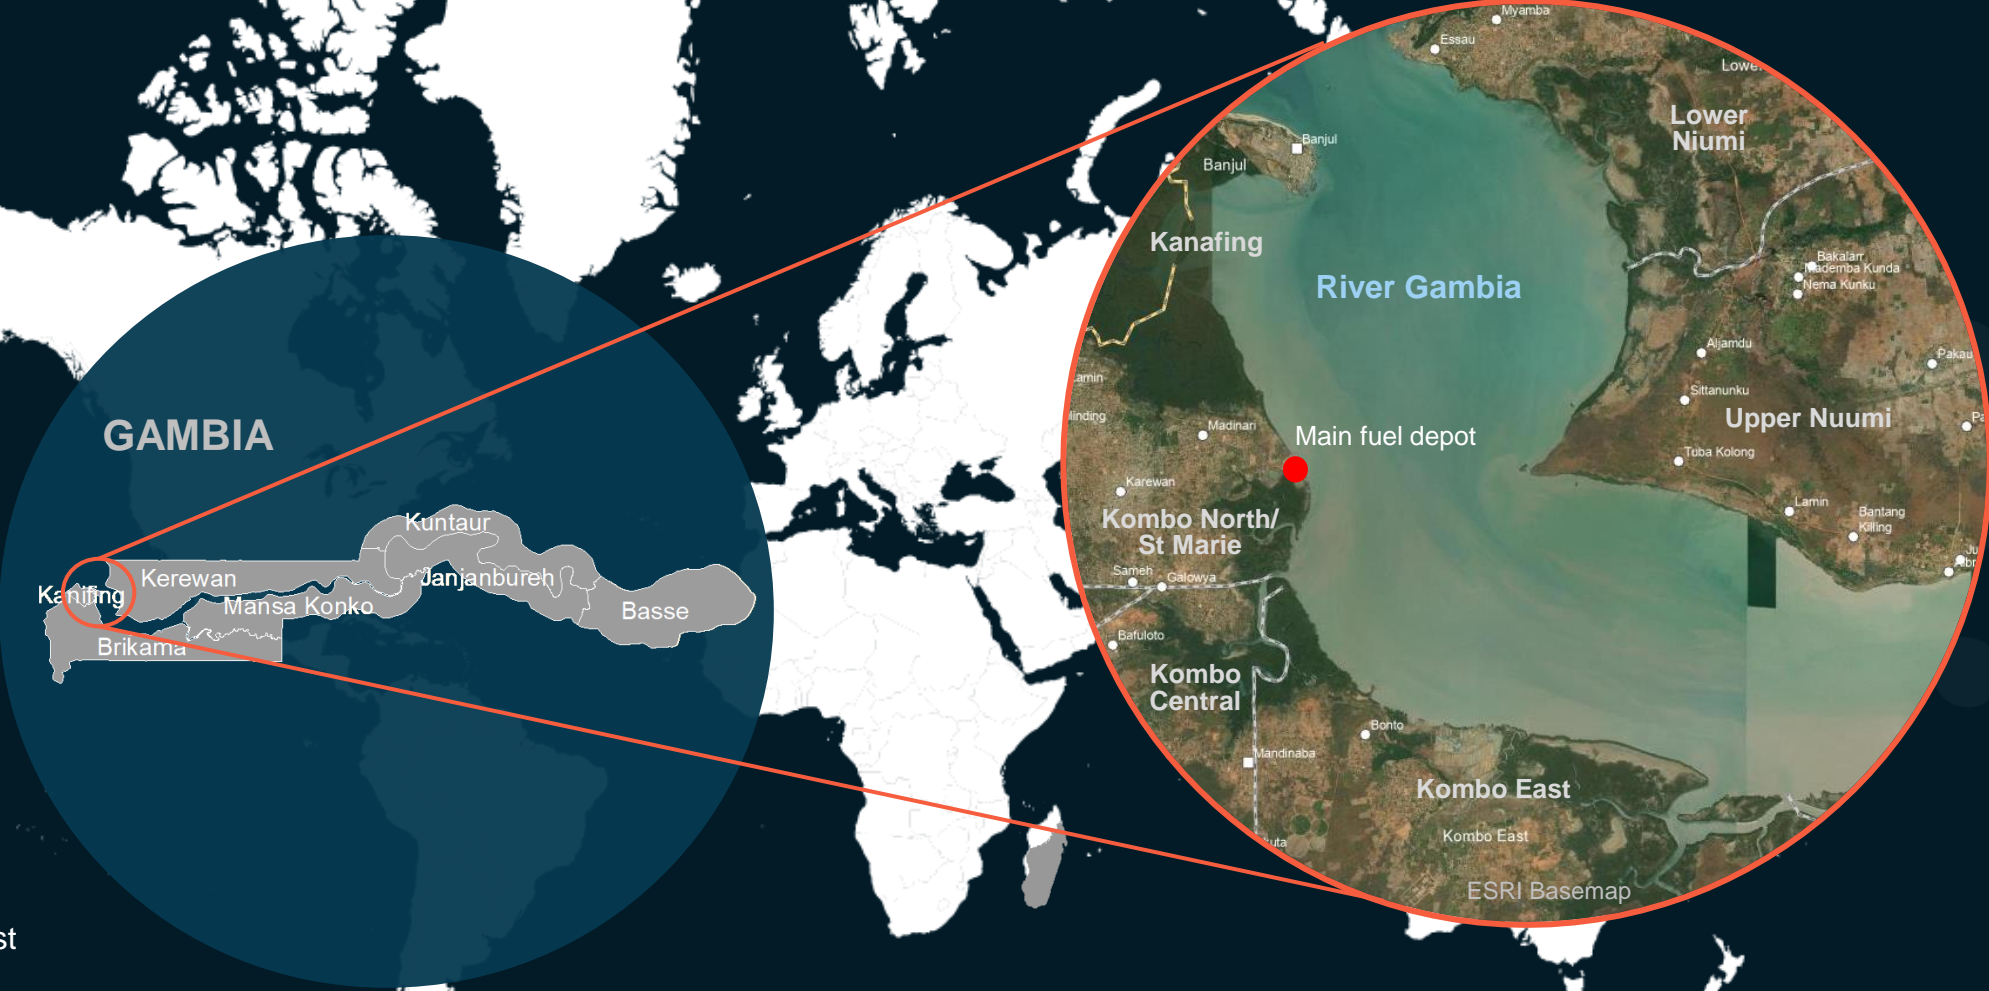 GAMBIA
Kuntaur
Kerewan
Janjanbureh
Kanifing
Mansa Konko
Basse
Brikama
st
Myamba
Essau
Lower
Niumi
Banjul
Banjul
Kanafing
River Gambia
Bakalarr
Mademba Kunda
Nema Kunku
Aljamdu
Pakau
Sittanunku
Upper Nuumi
Madinari
Main fuel depot
Tuba Kolong
Karewan
Lamin
Bantang
Killing
Kombo North/
St Marie
Sameh
Galowya
Bafuloto
Kombo
Central
Bonto
Mandinaba
Kombo East
Kombo East
ESRI Basemap